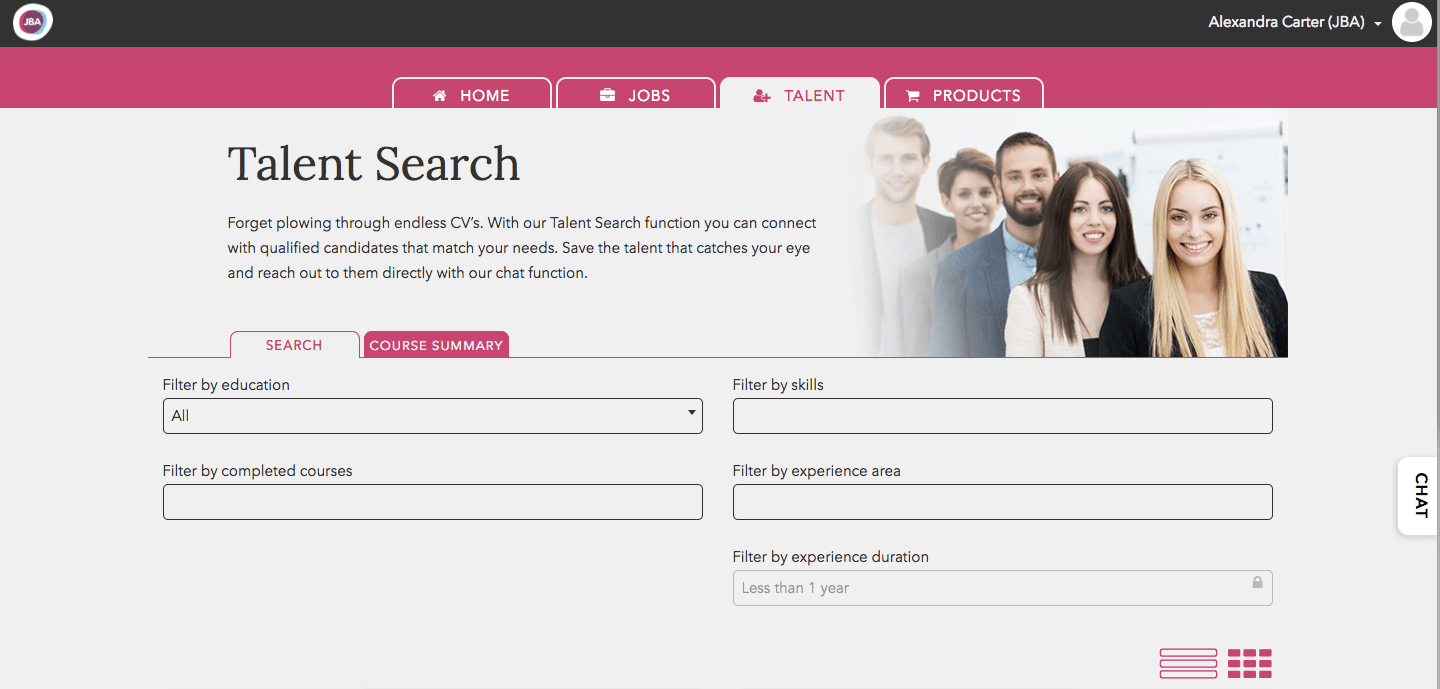 JBA
Alexandra Carter (JBA)
HOME
JOBS
TALENT
PRODUCTS
Talent Search
Forget plowing through endless CV's. With our Talent Search function you can connect
with qualified candidates that match your needs. Save the talent that catches your eye
and reach out to them directly with our chat function.
SEARCH
COURSE SUMMARY
Filter by education
All
Filter by skills
Filter by completed courses
Filter by experience area
Filter by experience duration
Less than 1 year
CHAT